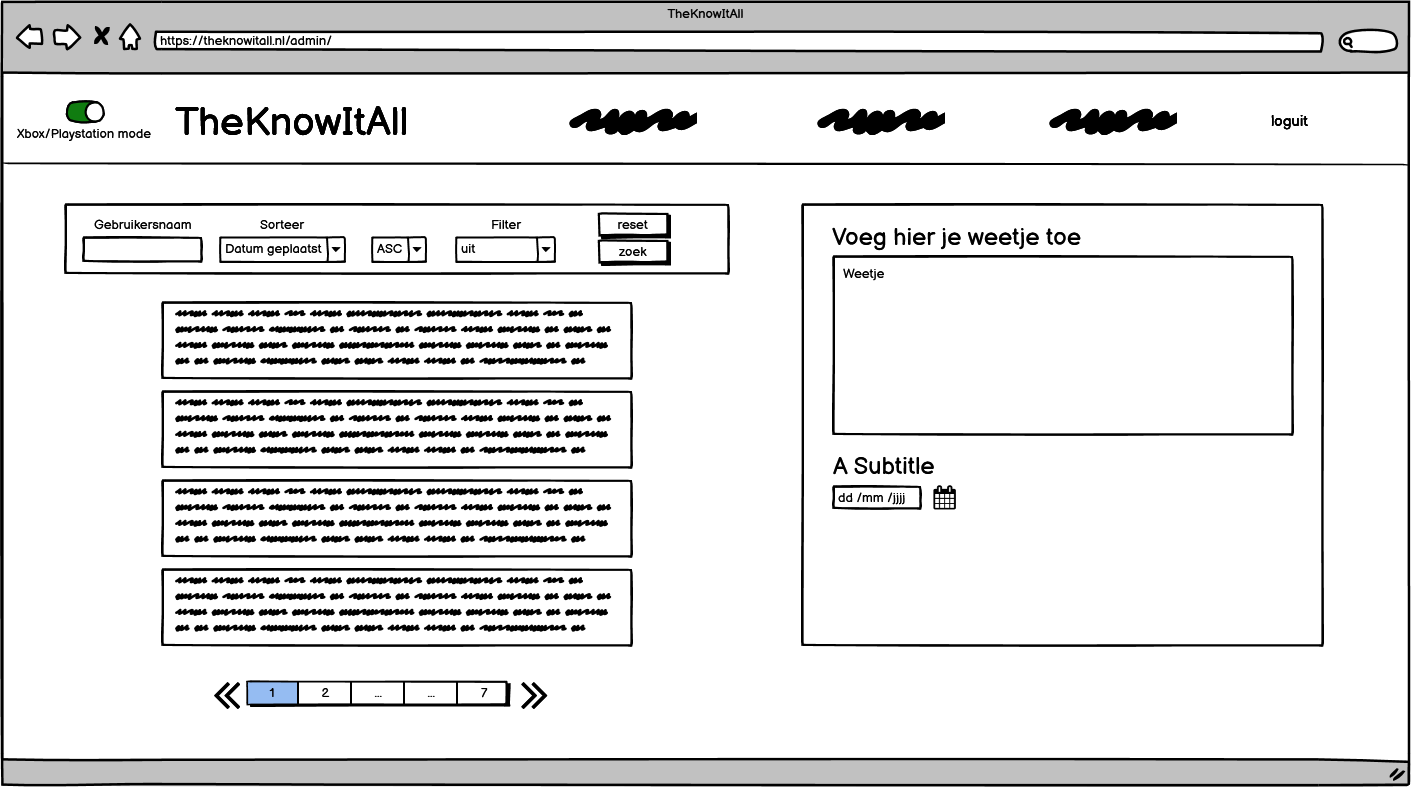 TheKnowItAll
https://theknowitall.nl/admin/
Xbox/Playstation mode
TheKnowItAll
loguit
Gebruikersnaam
Sorteer
Filter
reset
Datum geplaatst
ASC
uit
zoek
Voeg hier je weetje toe
Weetje
A Subtitle
dd /mm /jjjj
1 2 ... ... 7